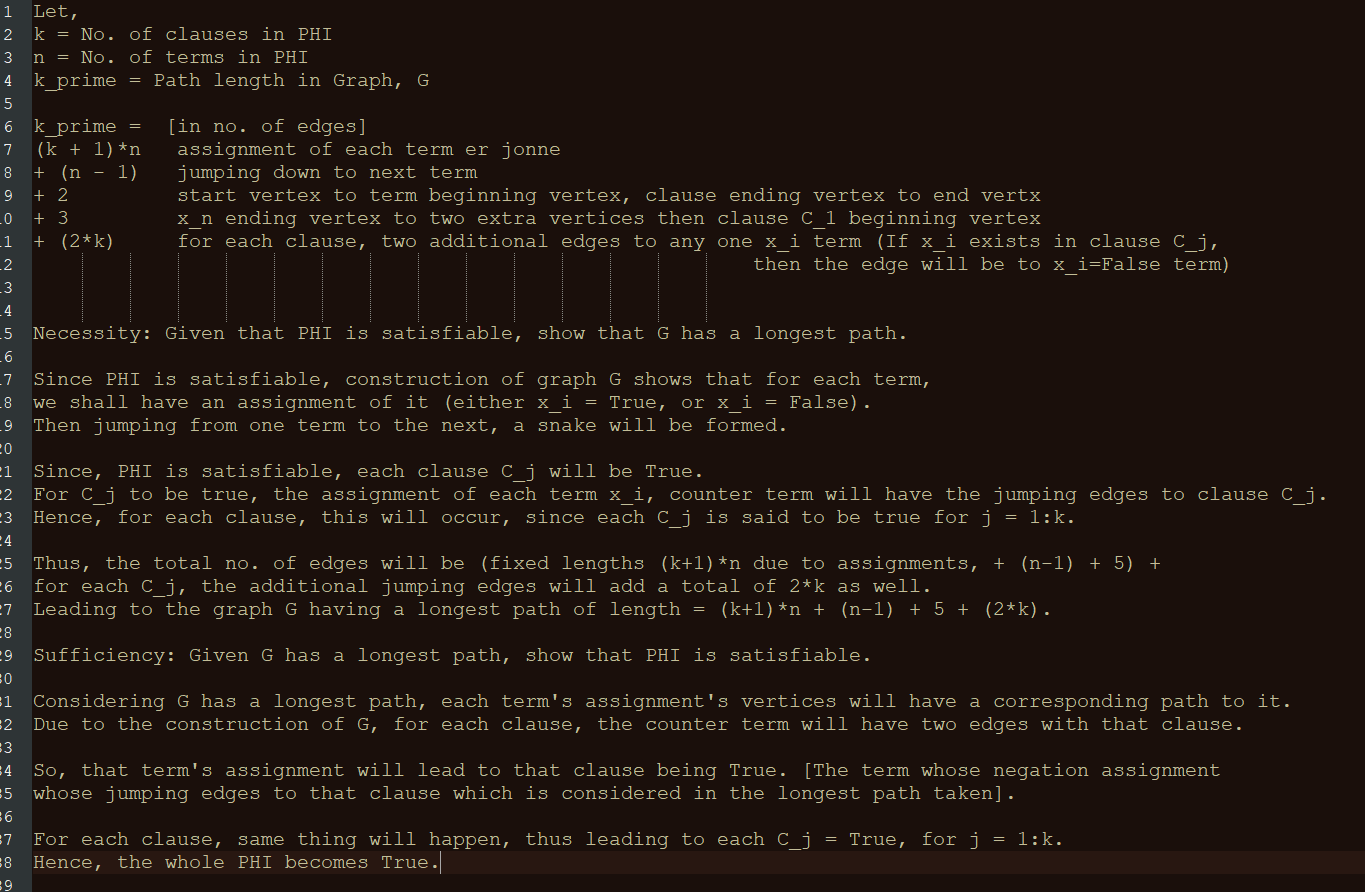 1 Let,
2 k = No. of clauses in PHI
3 n = No. of terms in PHI
4 k_prime = Path length in Graph, G
5
6 k_prime =  [in no. of edges]
7 (k + 1)*n   assignment of each term er jonne
8 + (n - 1)   jumping down to next term
9 + 2         start vertex to term beginning vertex, clause ending vertex to end vertx
.0 + 3         x_n ending vertex to two extra vertices then clause C_1 beginning vertex
.1 + (2*k)     for each clause, two additional edges to any one x_i term (If x_i exists in clause C_j,
.2 then the edge will be to x_i=False term)
.3
.4
.5 Necessity: Given that PHI is satisfiable, show that G has a longest path.
.6
.7 Since PHI is satisfiable, construction of graph G shows that for each term,
.8 we shall have an assignment of it (either x_i = True, or x_i = False).
.9 Then jumping from one term to the next, a snake will be formed.
20
21 Since, PHI is satisfiable, each clause C_j will be True.
22 For C_j to be true, the assignment of each term x_i, counter term will have the jumping edges to clause C_j.
23 Hence, for each clause, this will occur, since each C_j is said to be true for j = 1:k.
24
25 Thus, the total no. of edges will be (fixed lengths (k+1)*n due to assignments, + (n-1) + 5) +
26 for each C_j, the additional jumping edges will add a total of 2*k as well.
27 Leading to the graph G having a longest path of length = (k+1)*n + (n-1) + 5 + (2*k).
28
29 Sufficiency: Given G has a longest path, show that PHI is satisfiable.
30
31 Considering G has a longest path, each term's assignment's vertices will have a corresponding path to it.
32 Due to the construction of G, for each clause, the counter term will have two edges with that clause.
33
34 So, that term's assignment will lead to that clause being True. [The term whose negation assignment
35 whose jumping edges to that clause which is considered in the longest path taken].
36
37 For each clause, same thing will happen, thus leading to each C_j = True, for j = 1:k.
38 Hence, the whole PHI becomes True.
39